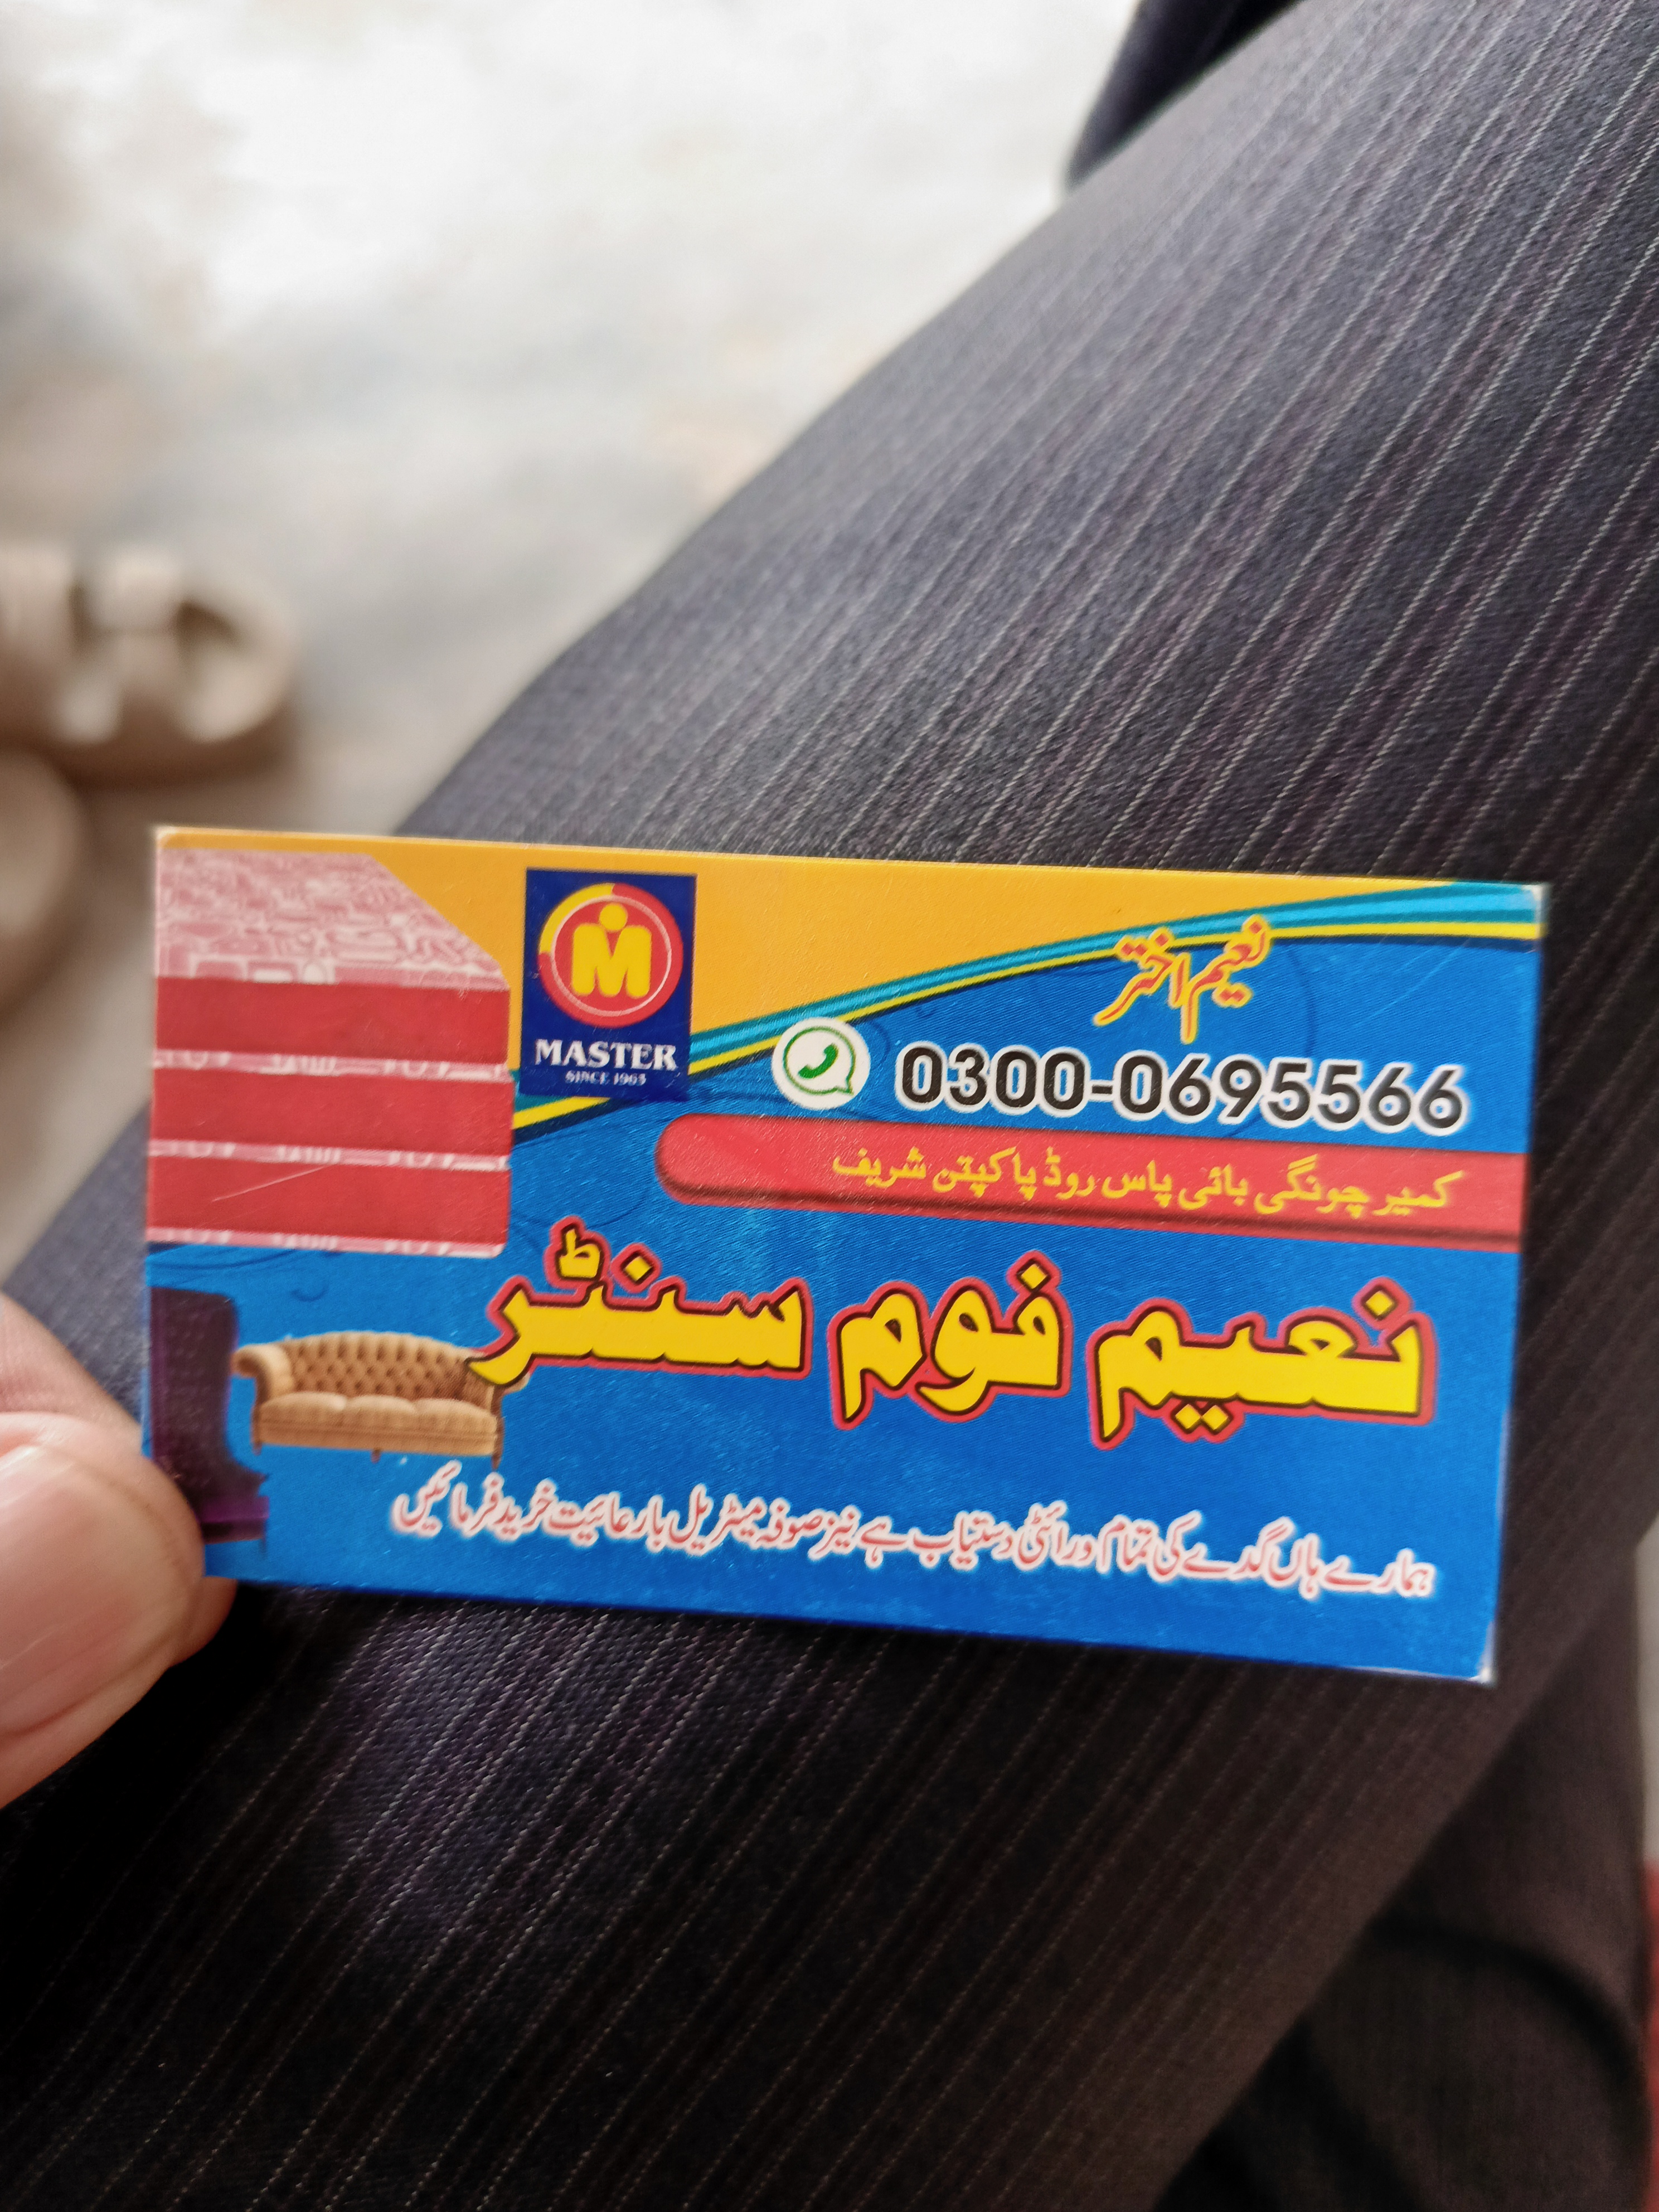 نعیم اختر
MASTER
SINCE 1963
0300-0695566
کمیر چونگی بائی پاس روڈ پاکپتن شریف
نعیم فوم سنٹر
ہمارے ہاں گدے کی تمام ورائٹی دستیاب ہے نیز صوفہ میٹریل بارعائیت خرید فرمائیں